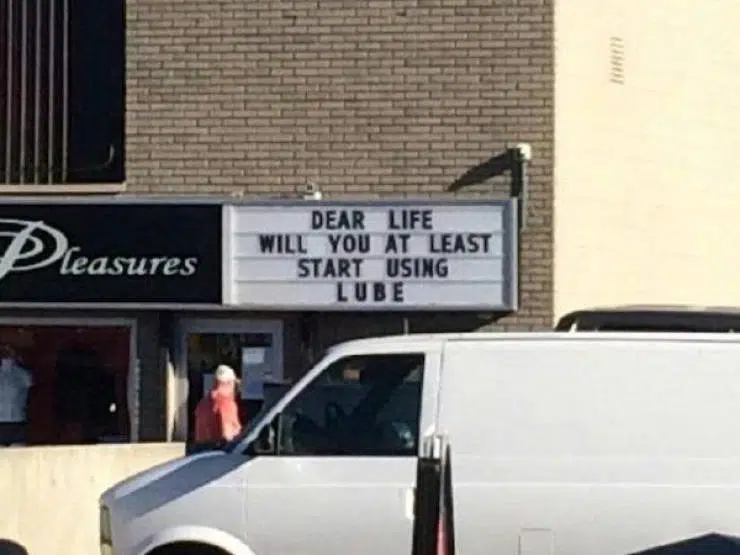 Pleasures
DEAR LIFE
WILL YOU AT LEAST
START USING
LUBE